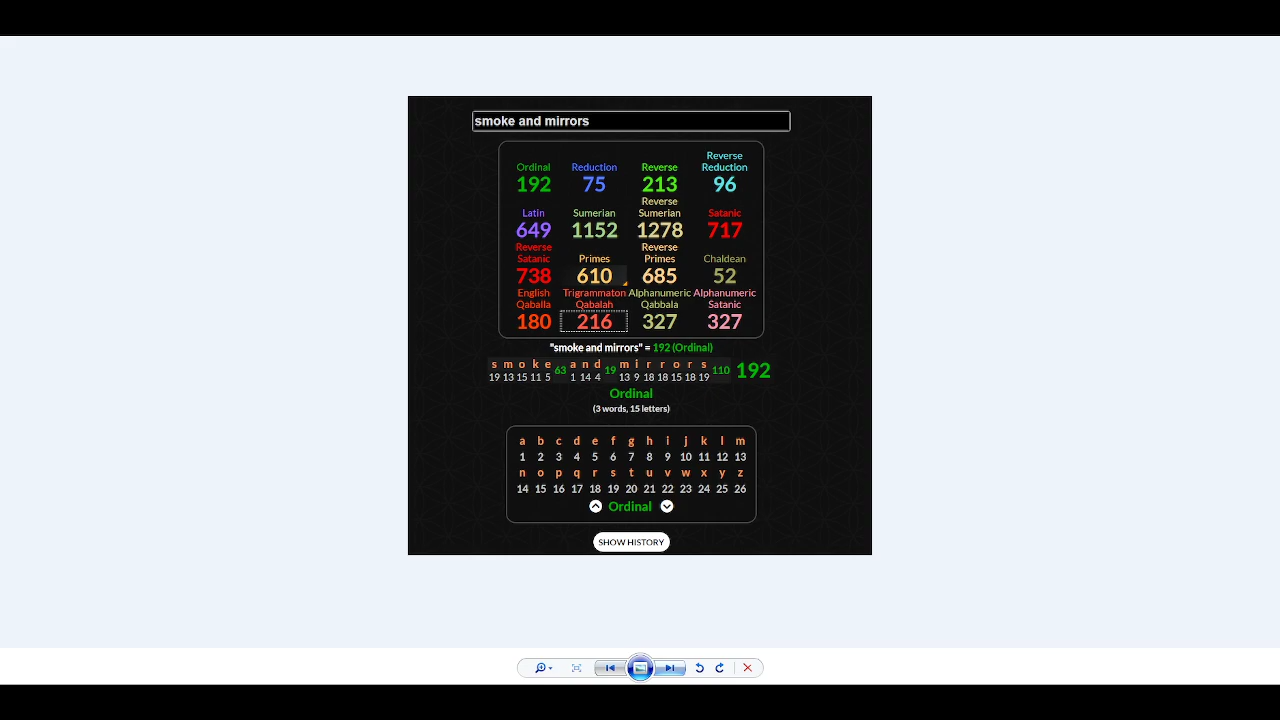 smoke and mirrors
Ordinal Reduction Reverse Reverse Reduction
192 75 213 96
Latin Sumerian Reverse Sumerian Satanic
649 1152 1278 717
Reverse Satanic Primes Reverse Primes Chaldean
738 610 685 52
English Qaballa Trigrammaton Qabalah Alphanumeric Qabbala Alphanumeric Satanic
180 216 327 327
"smoke and mirrors" = 192 (Ordinal)
s m o k e 63 a n d 19 m i r r o r s 110 192
19 13 15 11 5 1 14 4 13 9 18 18 15 18 19
Ordinal
(3 words, 15 letters)
a b c d e f g h i j k l m
1 2 3 4 5 6 7 8 9 10 11 12 13
n o p q r s t u v w x y z
14 15 16 17 18 19 20 21 22 23 24 25 26
Ordinal
SHOW HISTORY